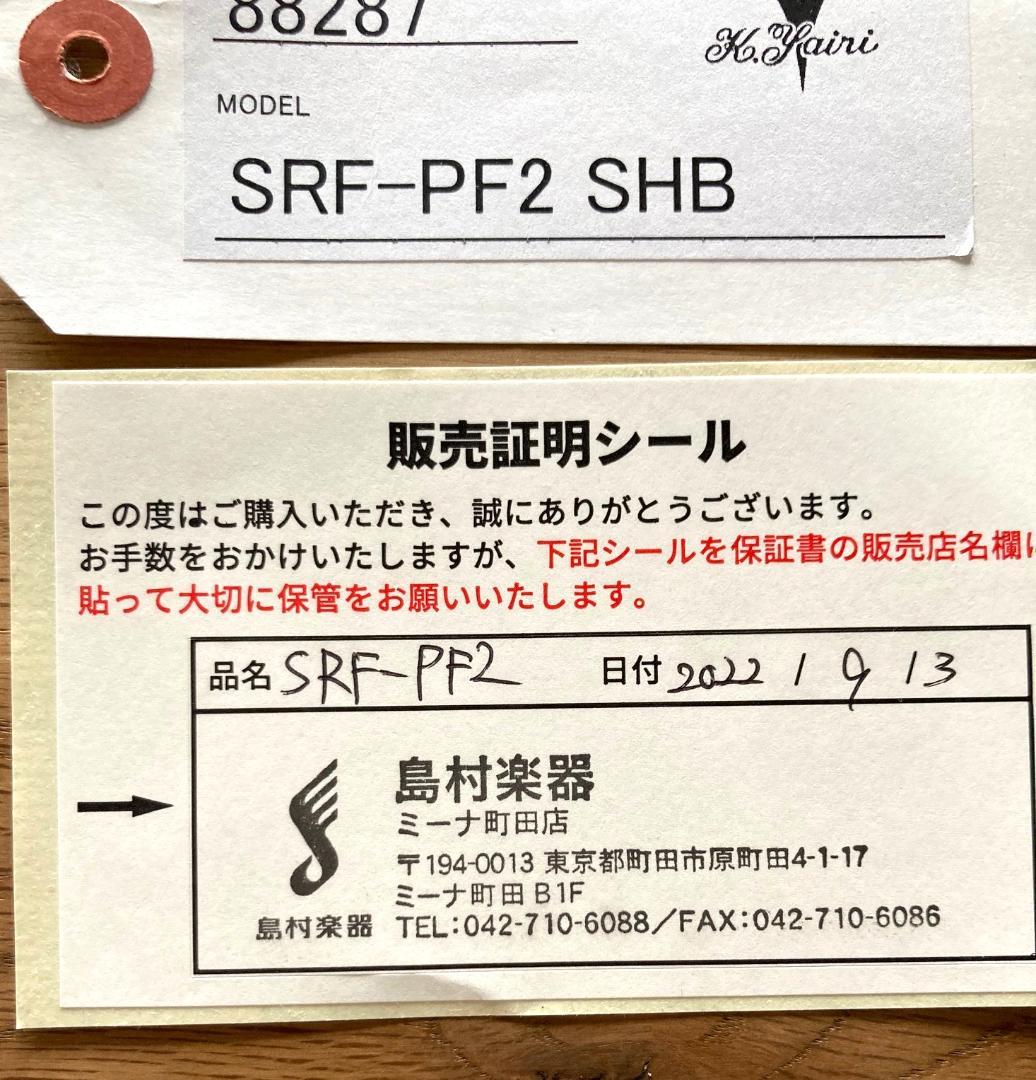 88287
K.Yairi
MODEL
SRF-PF2 SHB
販売証明シール
この度はご購入いただき、誠にありがとうございます。
お手数をおかけいたしますが、下記シールを保証書の販売店名欄に
貼って大切に保管をお願いいたします。
品名 SRF-PF2 日付 2022 / 9 / 13
島村楽器
ミーナ町田店
〒194-0013 東京都町田市原町田4-1-17
ミーナ町田 B1F
TEL:042-710-6088/FAX:042-710-6086
島村楽器